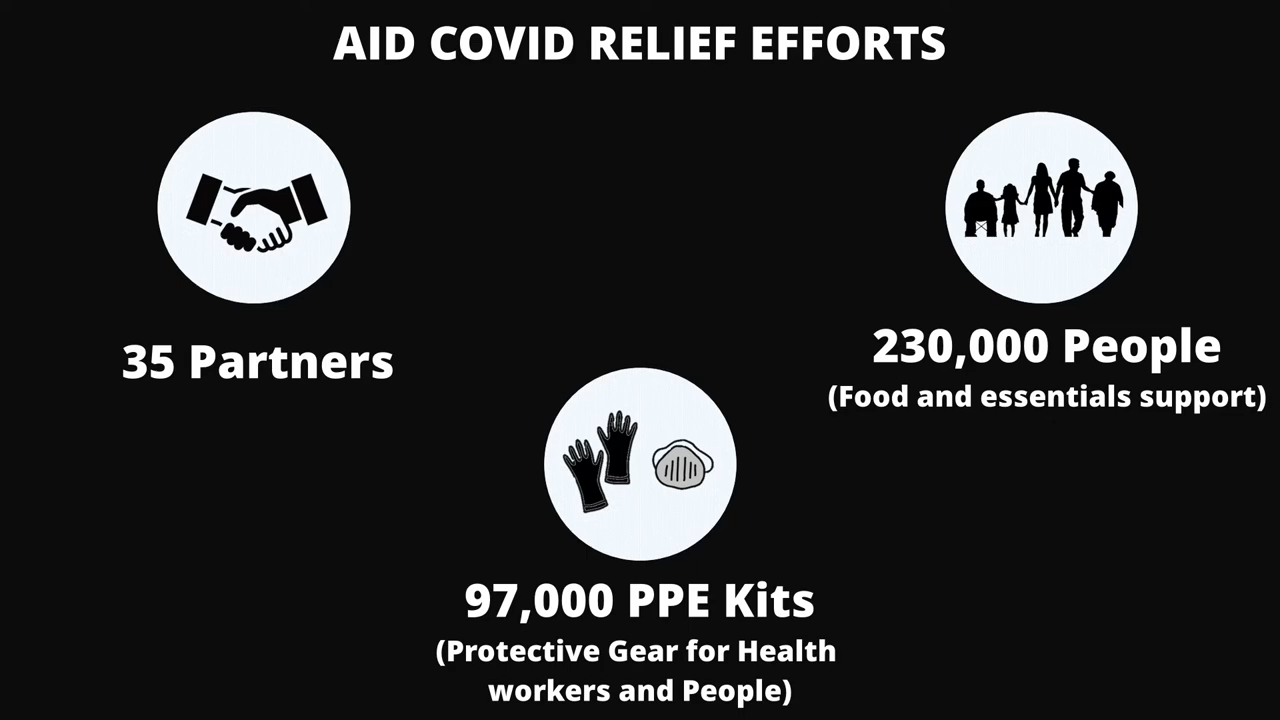 AID COVID RELIEF EFFORTS
35 Partners
230,000 People
(Food and essentials support)
97,000 PPE Kits
(Protective Gear for Health
workers and People)